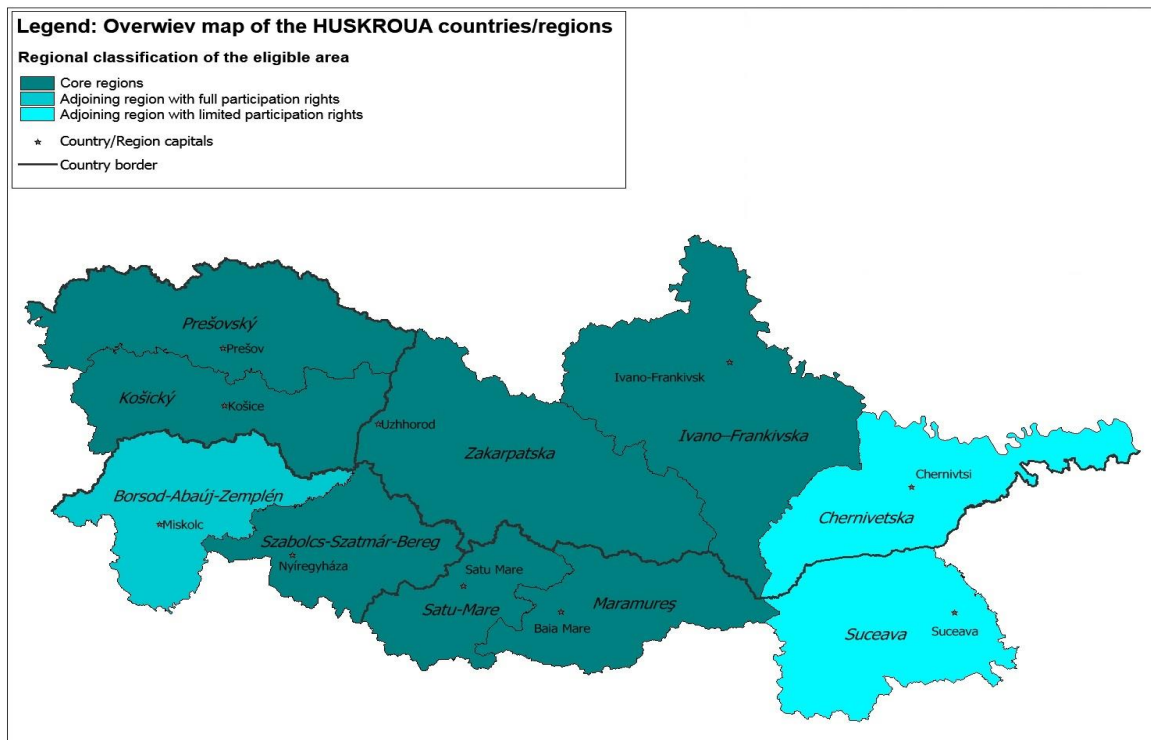 Legend: Overwiev map of the HUSKROUA countries/regions
Regional classification of the eligible area
Core regions
Adjoining region with full participation rights
Adjoining region with limited participation rights
Country/Region capitals
Country border
Prešovský
Prešov
Košický
Košice
Uzhhorod
Zakarpatska
Ivano-Frankivsk
Ivano–Frankivska
Chernivtsi
Chernivetska
Borsod-Abaúj-Zemplén
Miskolc
Szabolcs-Szatmár-Bereg
Nyíregyháza
Satu Mare
Satu-Mare
Maramureş
Baia Mare
Suceava
Suceava